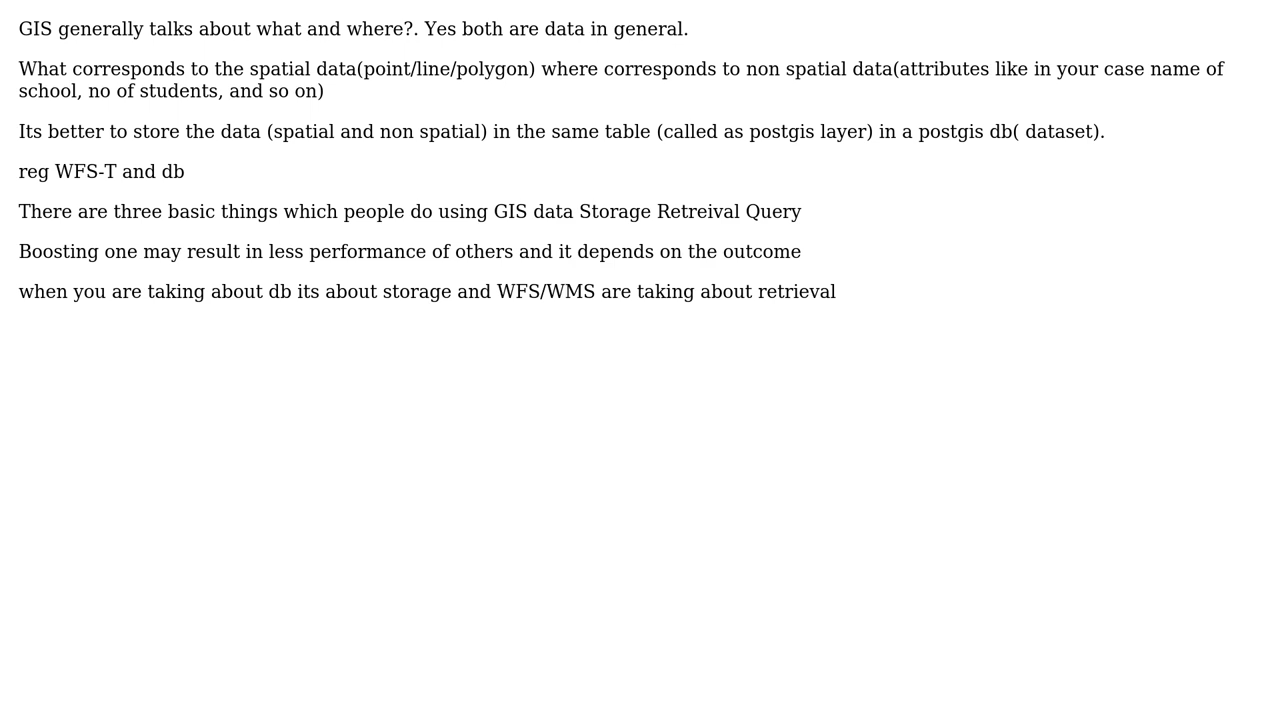 GIS generally talks about what and where?. Yes both are data in general.
What corresponds to the spatial data(point/line/polygon) where corresponds to non spatial data(attributes like in your case name of
school, no of students, and so on)
Its better to store the data (spatial and non spatial) in the same table (called as postgis layer) in a postgis db( dataset).
reg WFS-T and db
There are three basic things which people do using GIS data Storage Retreival Query
Boosting one may result in less performance of others and it depends on the outcome
when you are taking about db its about storage and WFS/WMS are taking about retrieval